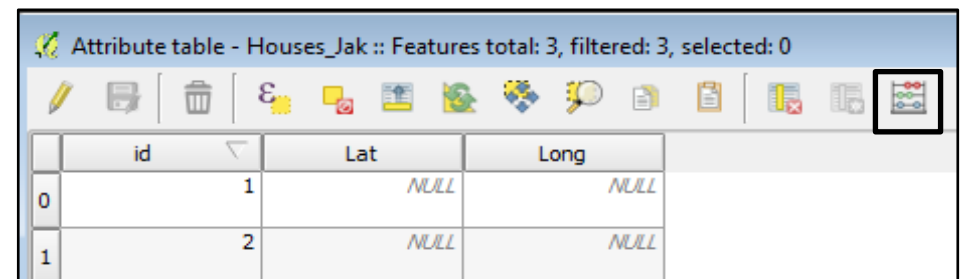 Attribute table - Houses_Jak :: Features total: 3, filtered: 3, selected: 0
ε
id Lat Long
0 1 NULL NULL
1 2 NULL NULL